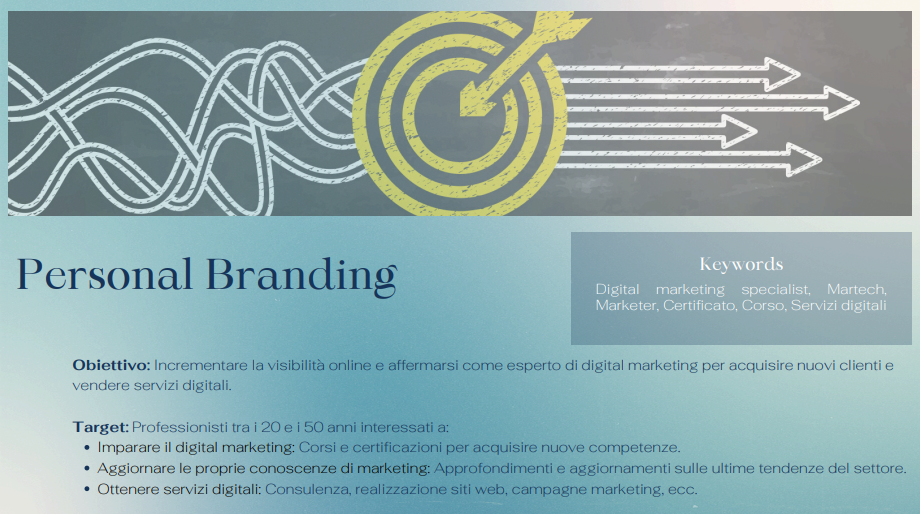 Personal Branding
Keywords
Digital marketing specialist, Martech,
Marketer, Certificato, Corso, Servizi digitali
Obiettivo: Incrementare la visibilità online e affermarsi come esperto di digital marketing per acquisire nuovi clienti e
vendere servizi digitali.
Target: Professionisti tra i 20 e i 50 anni interessati a:
• Imparare il digital marketing: Corsi e certificazioni per acquisire nuove competenze.
• Aggiornare le proprie conoscenze di marketing: Approfondimenti e aggiornamenti sulle ultime tendenze del settore.
• Ottenere servizi digitali: Consulenza, realizzazione siti web, campagne marketing, ecc.